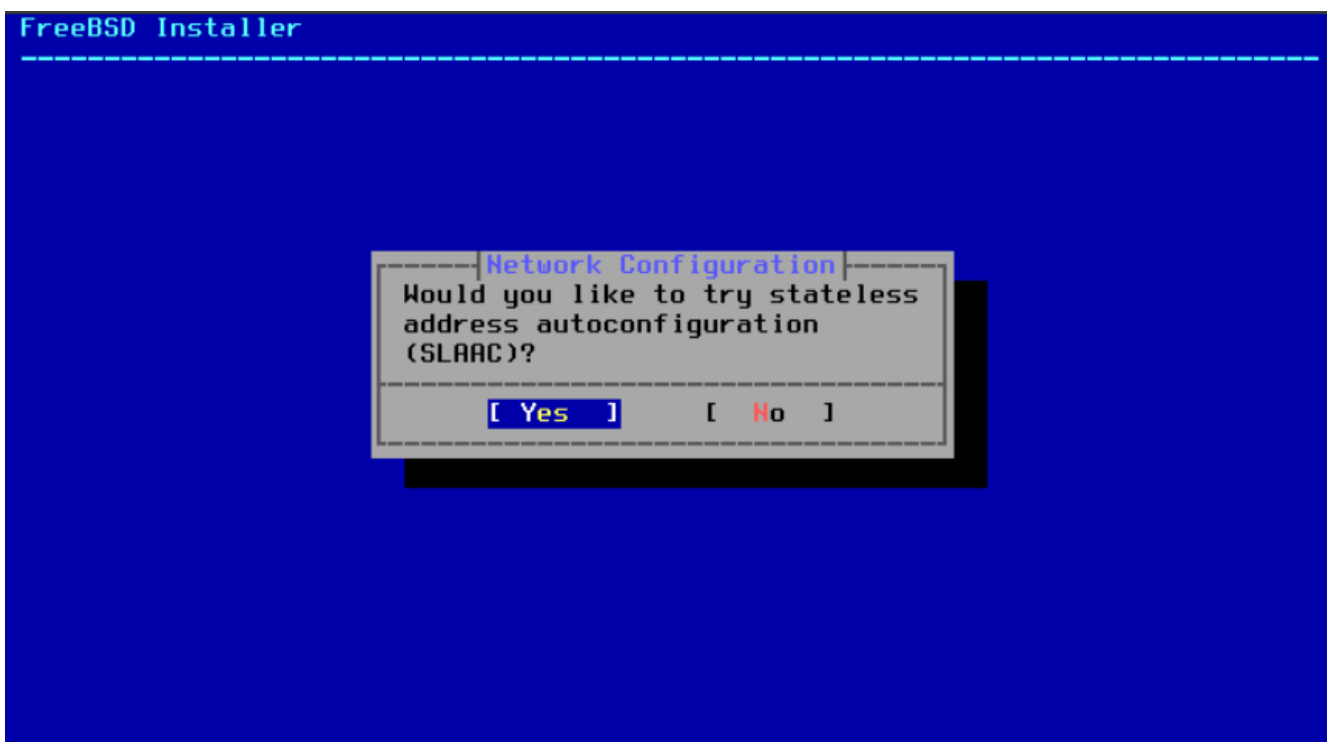 FreeBSD Installer
Network Configuration
Would you like to try stateless
address autoconfiguration
(SLAAC)?
[ Yes ] [ No ]